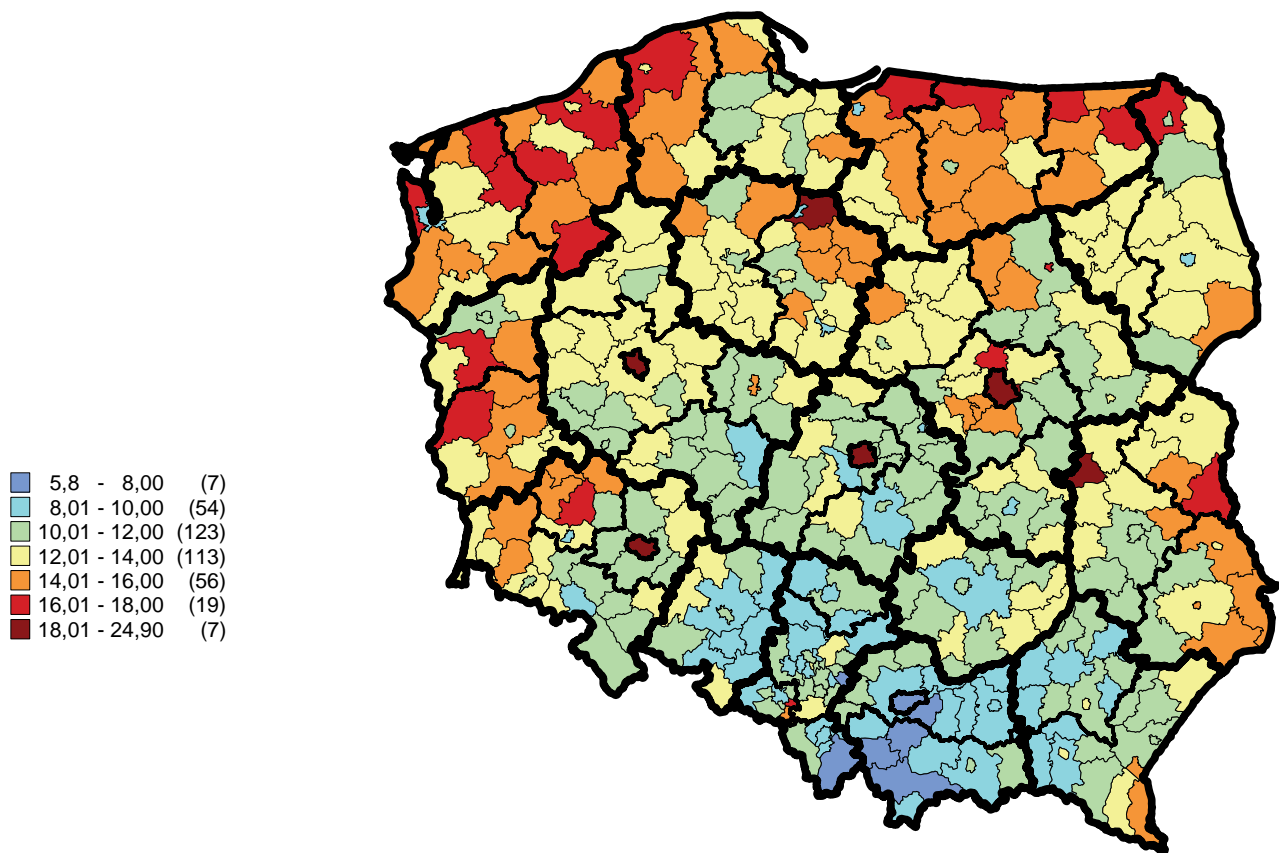 5,8 - 8,00 (7)
8,01 - 10,00 (54)
10,01 - 12,00 (123)
12,01 - 14,00 (113)
14,01 - 16,00 (56)
16,01 - 18,00 (19)
18,01 - 24,90 (7)